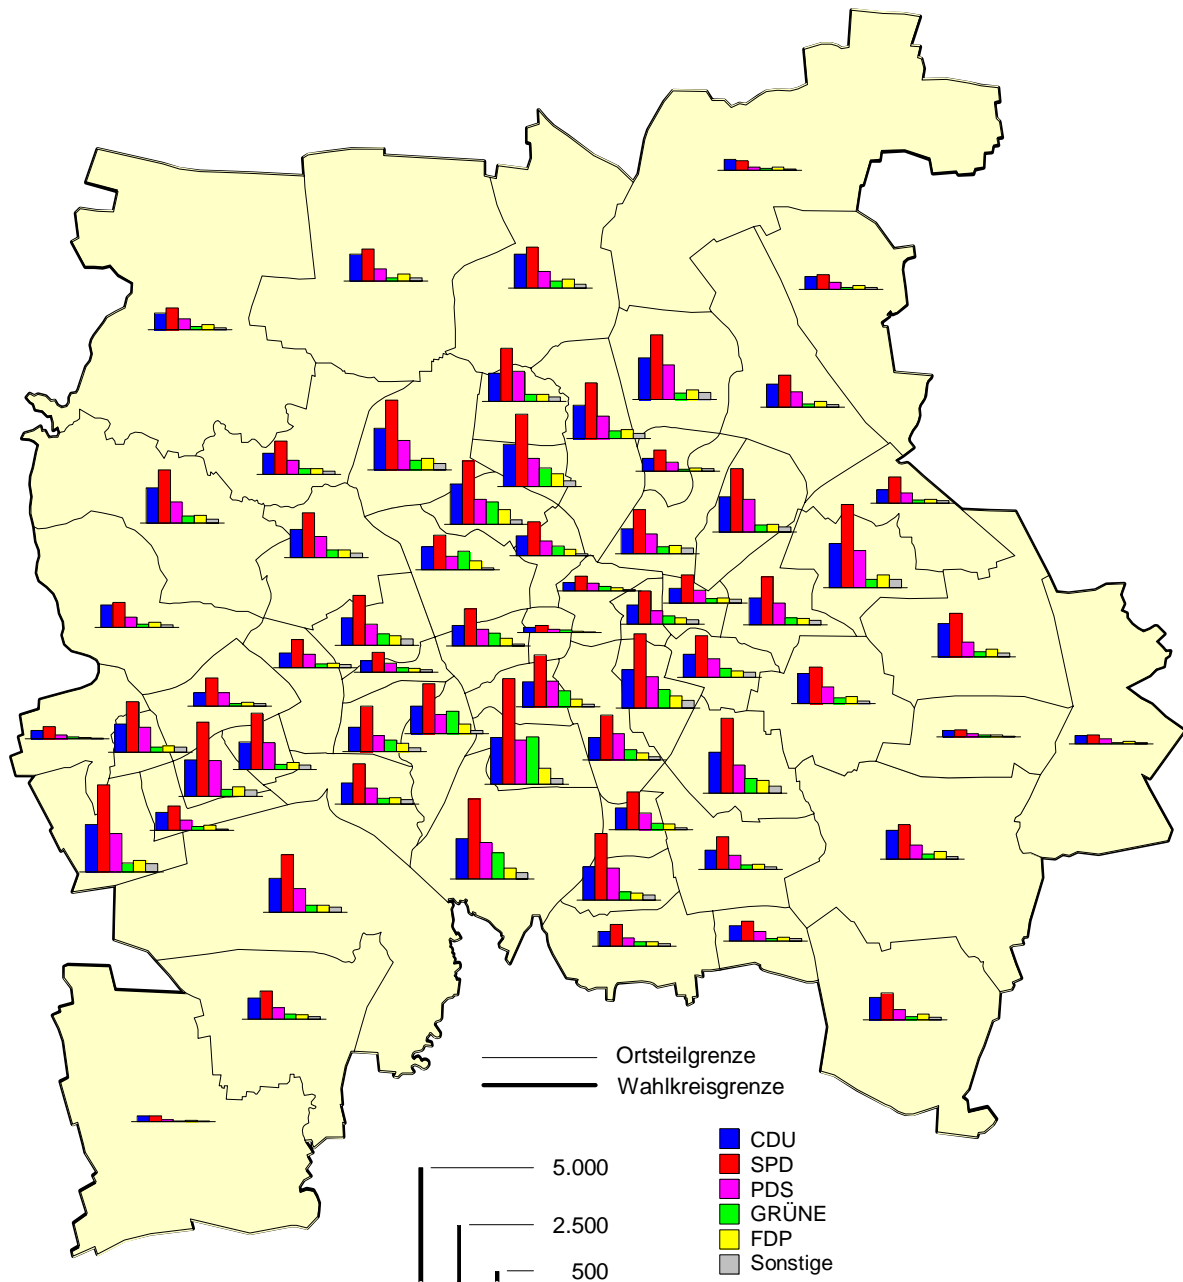 Ortsteilgrenze
Wahlkreisgrenze
5.000
2.500
500
CDU
SPD
PDS
GRÜNE
FDP
Sonstige